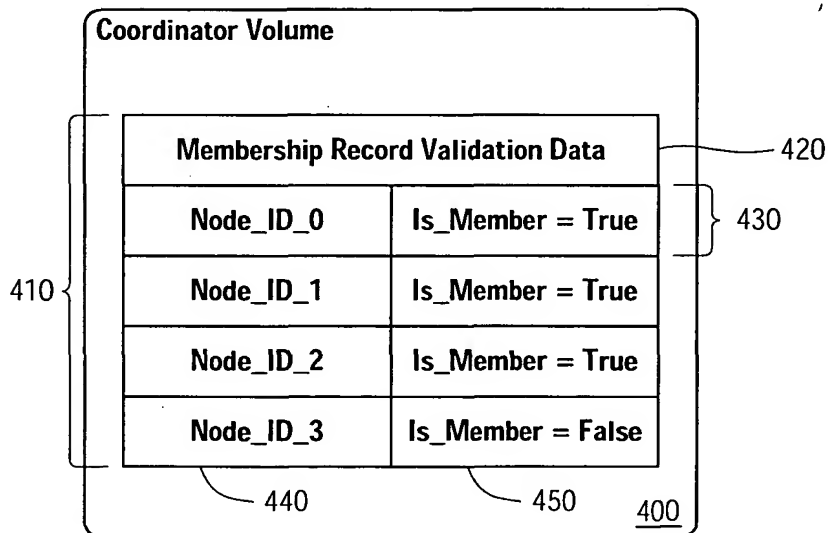 Coordinator Volume
Membership Record Validation Data
420
Node_ID_0 Is_Member = True
430
410
Node_ID_1 Is_Member = True
Node_ID_2 Is_Member = True
Node_ID_3 Is_Member = False
440
450
400